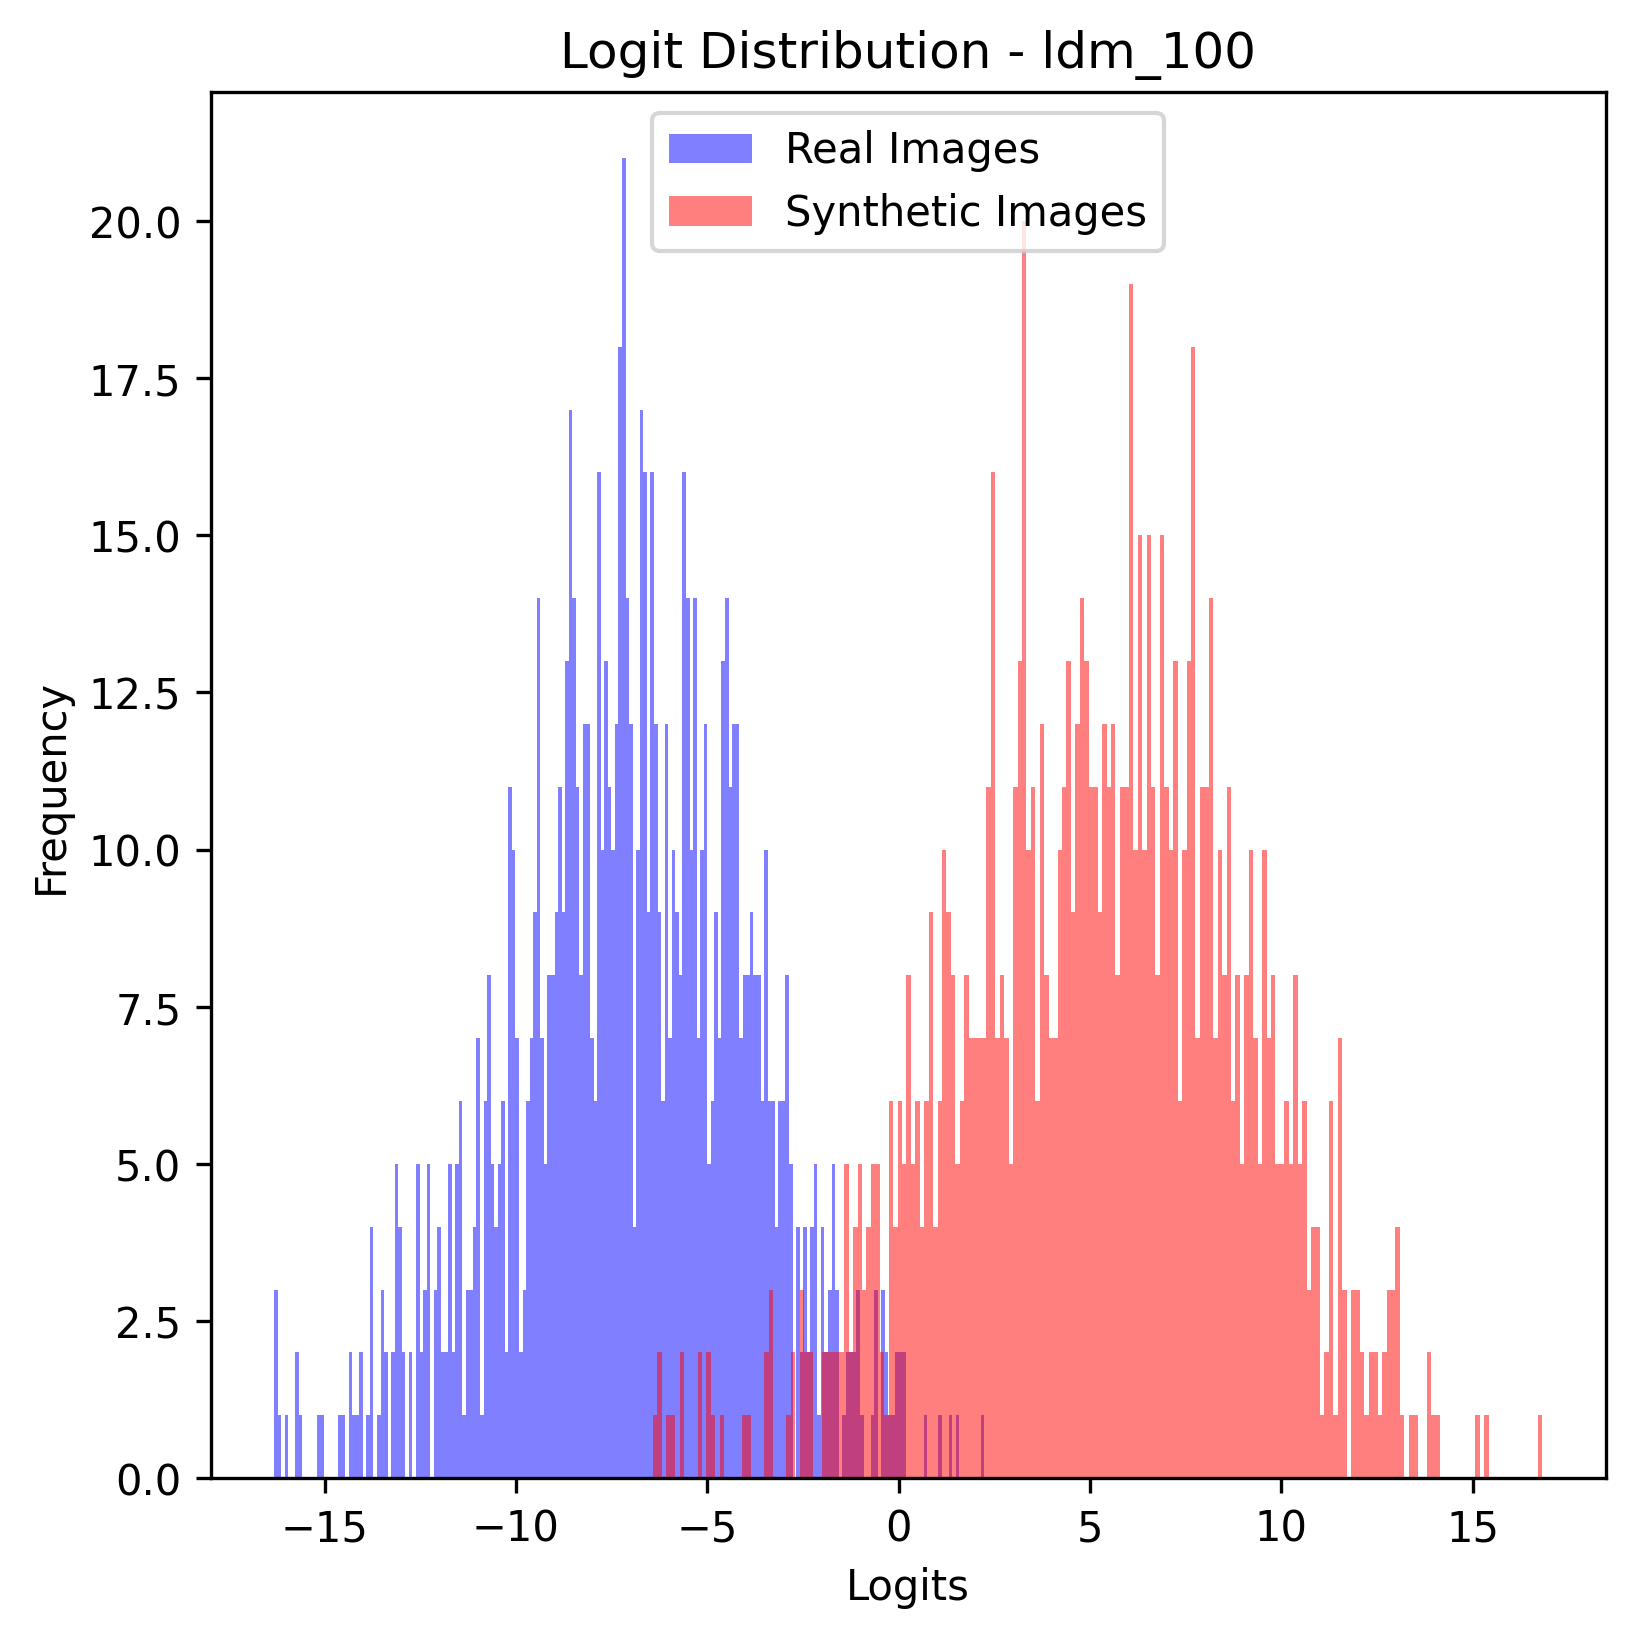 Logit Distribution - ldm_100
Real Images
Synthetic Images
20.0
17.5
15.0
12.5
10.0
7.5
5.0
2.5
0.0
Frequency
−15 −10 −5 0 5 10 15
Logits